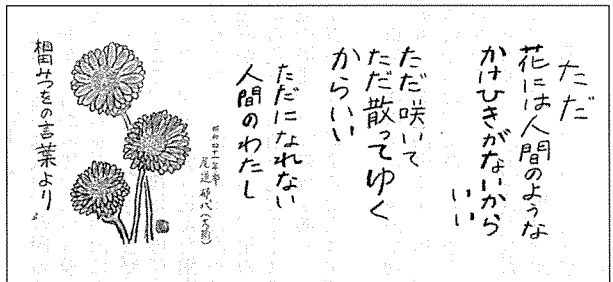 ただ
花には人間のような
かけひきがないから
いい
ただ咲いて
ただ散ってゆく
からいい
ただになれない
人間のわたし
相田みつをの言葉より